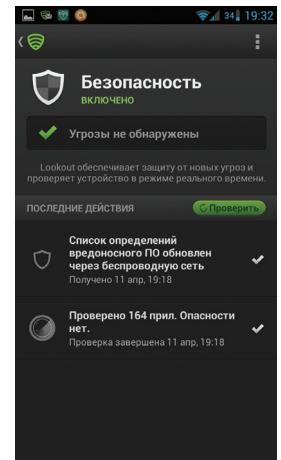 34 19:32
Безопасность
ВКЛЮЧЕНО
Угрозы не обнаружены
Lookout обеспечивает защиту от новых угроз и
проверяет устройство в режиме реального времени.
ПОСЛЕДНИЕ ДЕЙСТВИЯ Проверить
Список определений
вредоносного ПО обновлен
через беспроводную сеть
Получено 11 апр, 19:18
Проверено 164 прил. Опасности
нет.
Проверка завершена 11 апр, 19:18